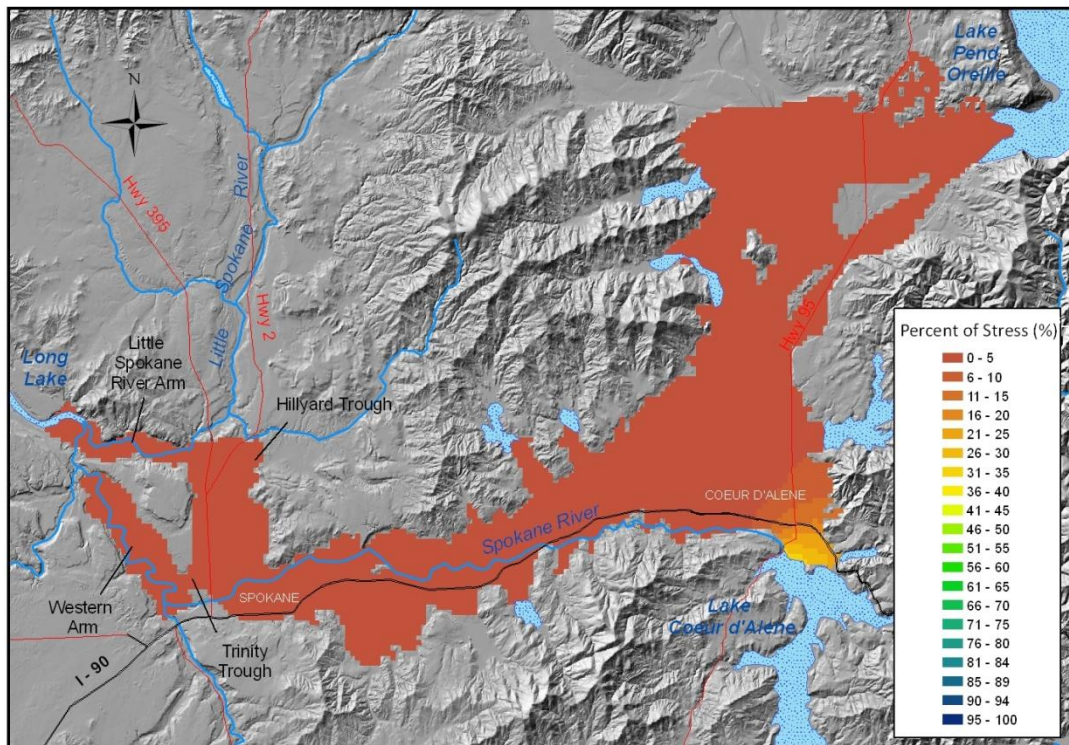 N
Lake
Pend
Oreille
Hwy 395
Little Spokane River
Hwy 2
Hwy 95
Long
Lake
Little
Spokane
River Arm
Hillyard Trough
COEUR D'ALENE
Spokane River
SPOKANE
Western
Arm
Trinity
Trough
I - 90
Lake
Coeur d'Alene
Percent of Stress (%)
0 - 5
6 - 10
11 - 15
16 - 20
21 - 25
26 - 30
31 - 35
36 - 40
41 - 45
46 - 50
51 - 55
56 - 60
61 - 65
66 - 70
71 - 75
76 - 80
81 - 84
85 - 89
90 - 94
95 - 100